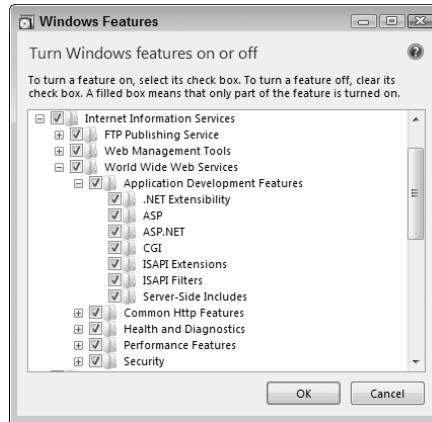 Windows Features
Turn Windows features on or off
To turn a feature on, select its check box. To turn a feature off, clear its
check box. A filled box means that only part of the feature is turned on.
Internet Information Services
FTP Publishing Service
Web Management Tools
World Wide Web Services
Application Development Features
.NET Extensibility
ASP
ASP.NET
CGI
ISAPI Extensions
ISAPI Filters
Server-Side Includes
Common Http Features
Health and Diagnostics
Performance Features
Security
OK Cancel